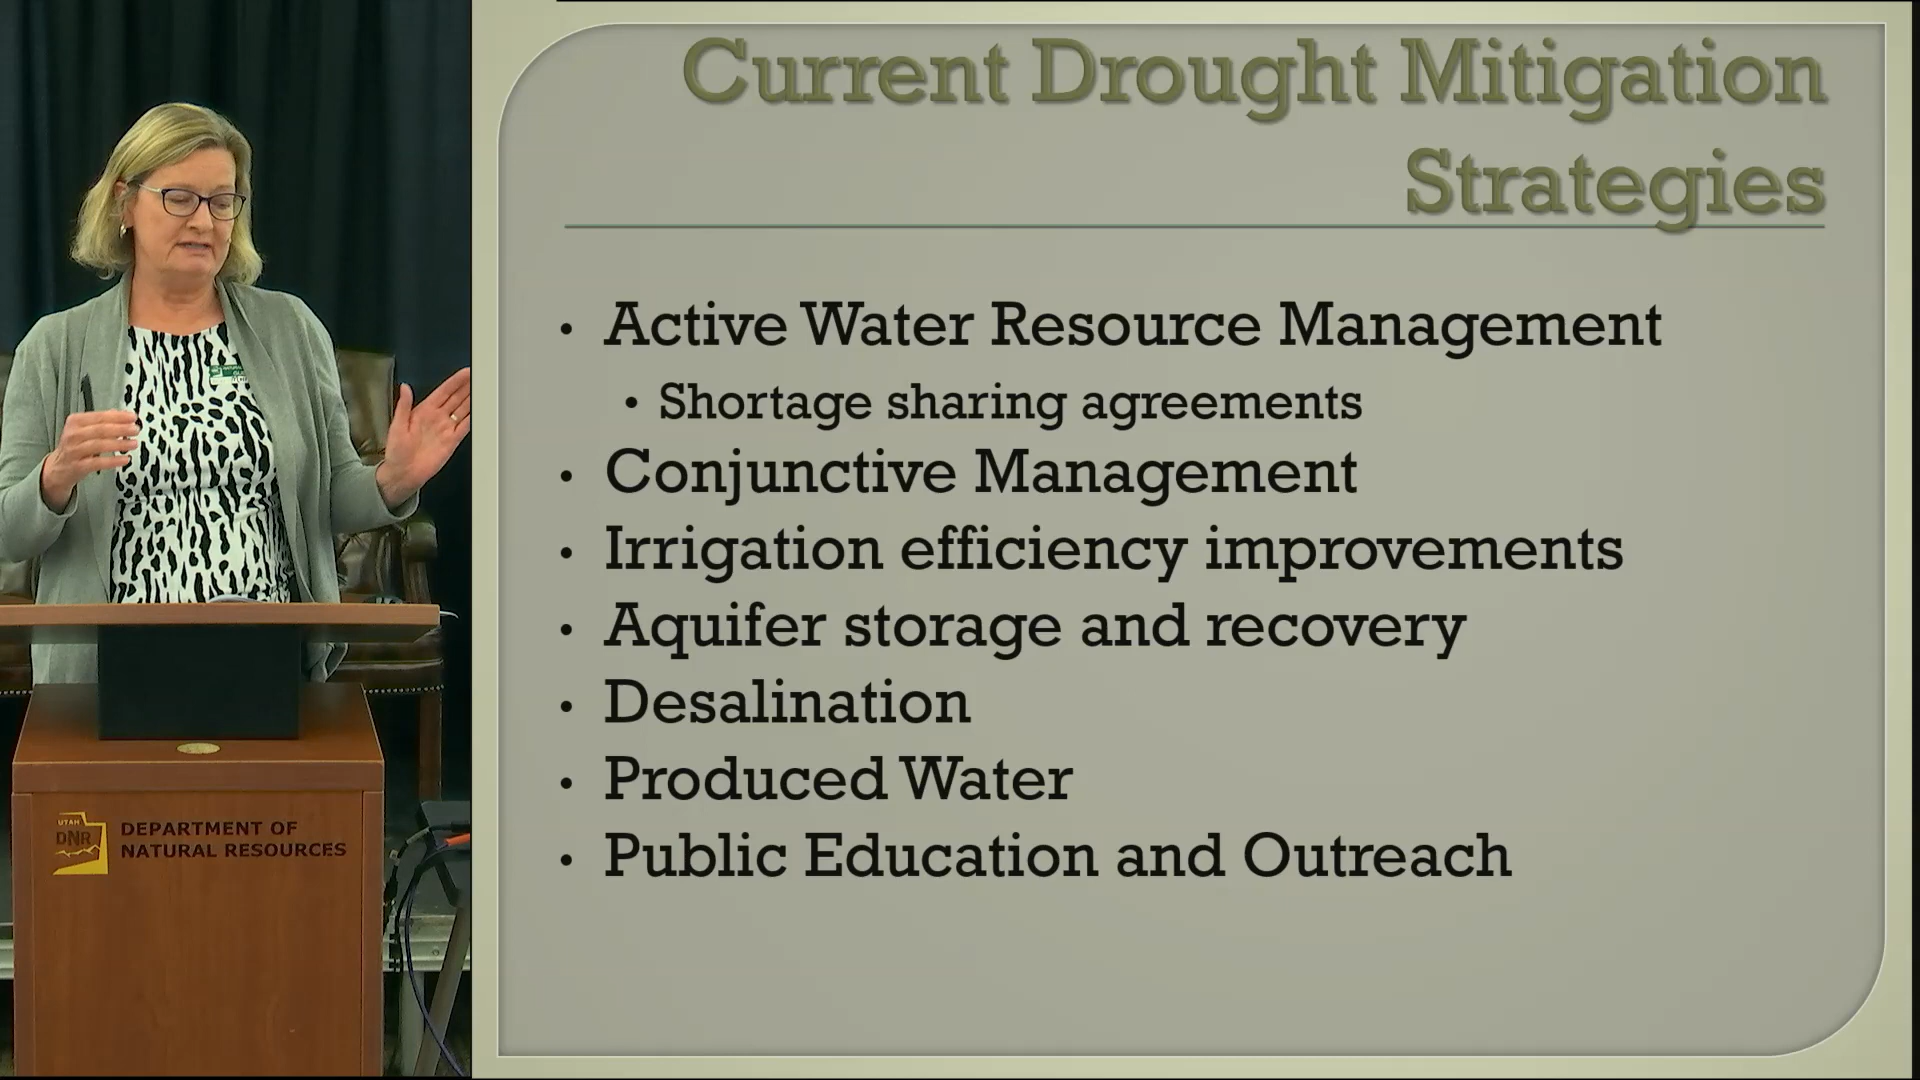 Current Drought Mitigation
Strategies
• Active Water Resource Management
• Shortage sharing agreements
• Conjunctive Management
• Irrigation efficiency improvements
• Aquifer storage and recovery
• Desalination
• Produced Water
• Public Education and Outreach
UTAH
DNR
DEPARTMENT OF
NATURAL RESOURCES